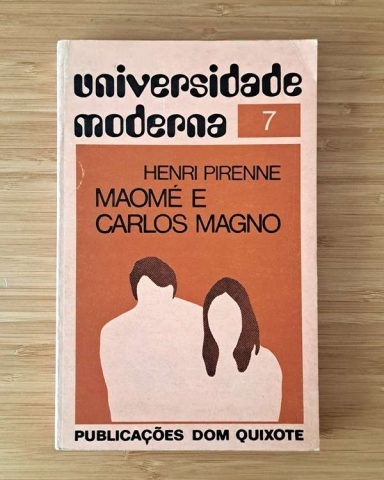 universidade
moderna 7
HENRI PIRENNE
MAOMÉ E
CARLOS MAGNO
PUBLICAÇÕES DOM QUIXOTE